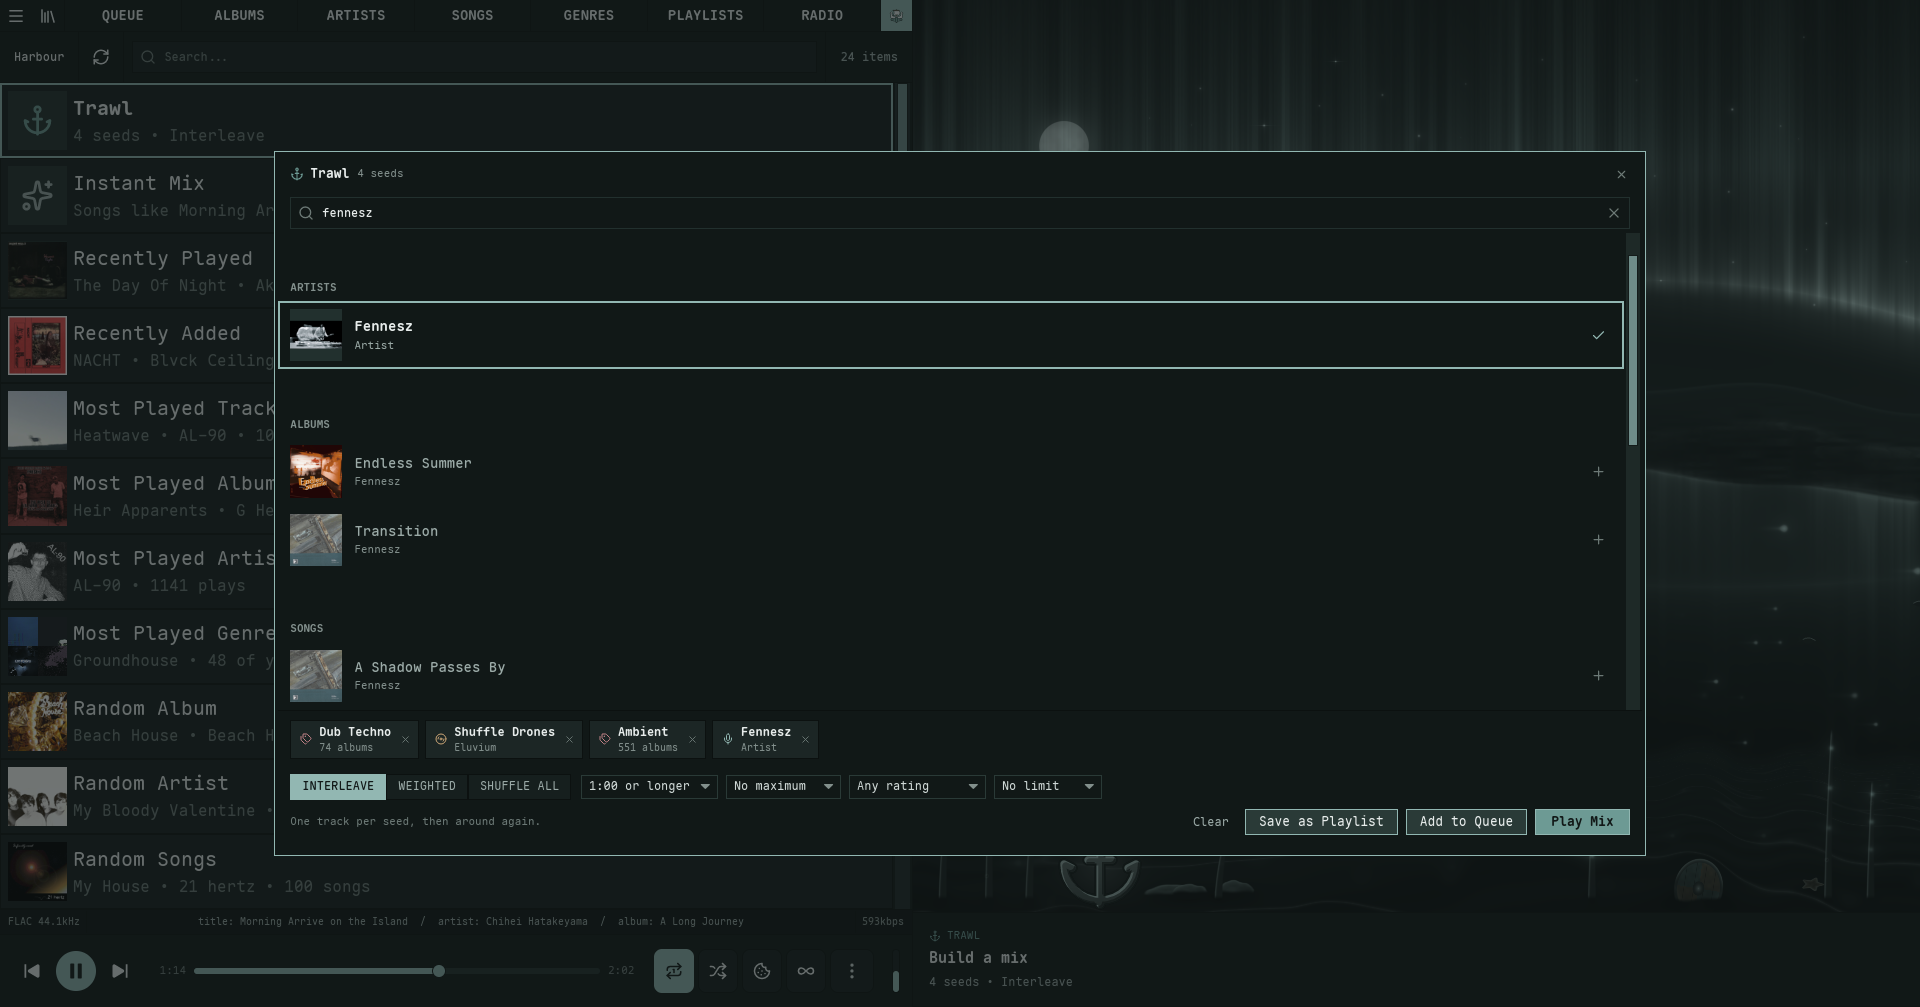 QUEUE
ALBUMS
ARTISTS
SONGS
GENRES
PLAYLISTS
RADIO
Harbour
Search...
24 items
Trawl
4 seeds • Interleave
Instant Mix
Songs like Morning Ar
Recently Played
The Day Of Night • Ak
Recently Added
NACHT • Blvck Ceiling
Most Played Track
Heatwave • AL-90 • 10
Most Played Album
Heir Apparents • G He
Most Played Artis
AL-90 • 1141 plays
Most Played Genre
Groundhouse • 48 of y
Random Album
Beach House • Beach H
Random Artist
My Bloody Valentine •
Random Songs
My House • 21 hertz • 100 songs
Trawl 4 seeds
fennesz
ARTISTS
Fennesz
Artist
ALBUMS
Endless Summer
Fennesz
Transition
Fennesz
SONGS
A Shadow Passes By
Fennesz
Dub Techno
74 albums
Shuffle Drones
Eluvium
Ambient
551 albums
Fennesz
Artist
INTERLEAVE
WEIGHTED
SHUFFLE ALL
1:00 or longer
No maximum
Any rating
No limit
One track per seed, then around again.
Clear
Save as Playlist
Add to Queue
Play Mix
FLAC 44.1kHz
title: Morning Arrive on the Island / artist: Chihei Hatakeyama / album: A Long Journey
593kbps
1:14
2:02
TRAWL
Build a mix
4 seeds • Interleave